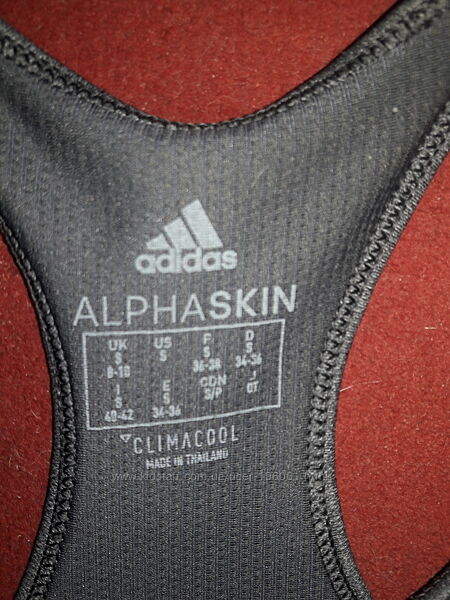 adidas
ALPHASKIN
UK US F D
S S S S
8-10 36-38 34-36
I E CDN J
S S S/P OT
40-42 34-36
CLIMACOOL
MADE IN THAILAND